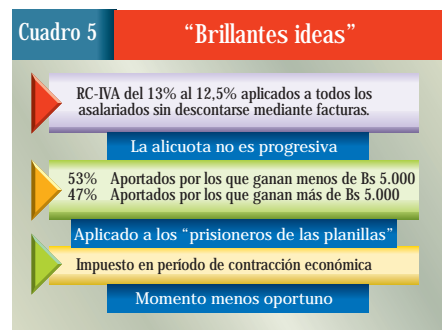 Cuadro 5
“Brillantes ideas”
RC-IVA del 13% al 12,5% aplicados a todos los
asalariados sin descontarse mediante facturas.
La alicuota no es progresiva
53% Aportados por los que ganan menos de Bs 5.000
47% Aportados por los que ganan más de Bs 5.000
Aplicado a los “prisioneros de las planillas”
Impuesto en período de contracción económica
Momento menos oportuno